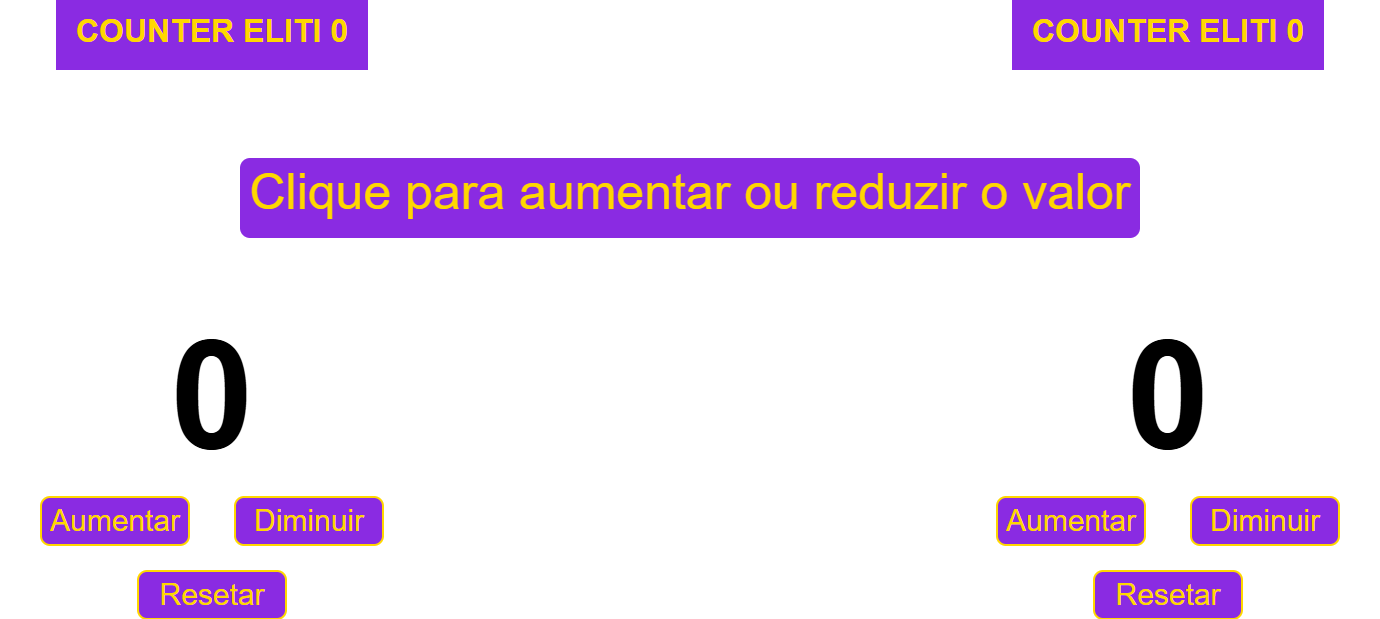 COUNTER ELITI 0
COUNTER ELITI 0
Clique para aumentar ou reduzir o valor
0
0
Aumentar
Diminuir
Aumentar
Diminuir
Resetar
Resetar